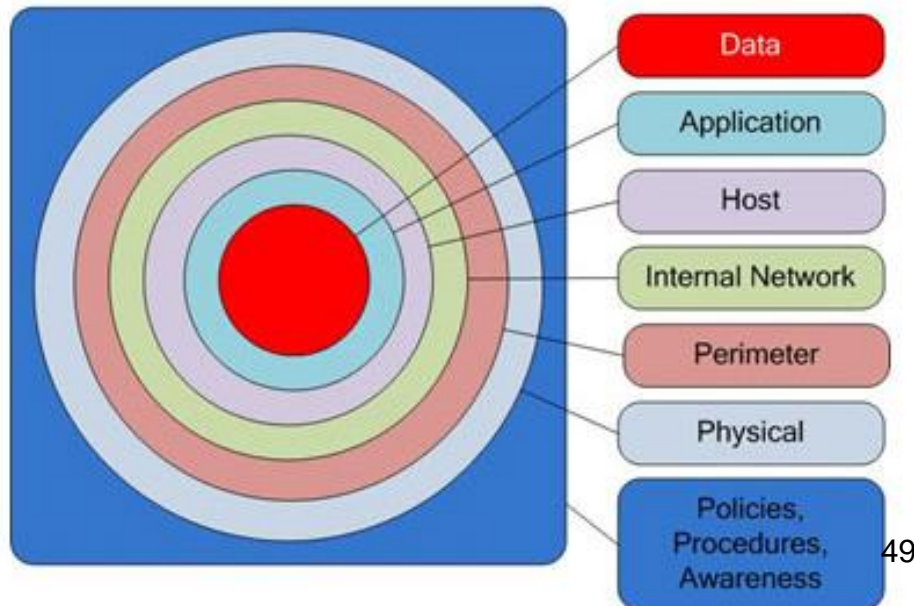 Data
Application
Host
Internal Network
Perimeter
Physical
Policies,
Procedures,
Awareness
49